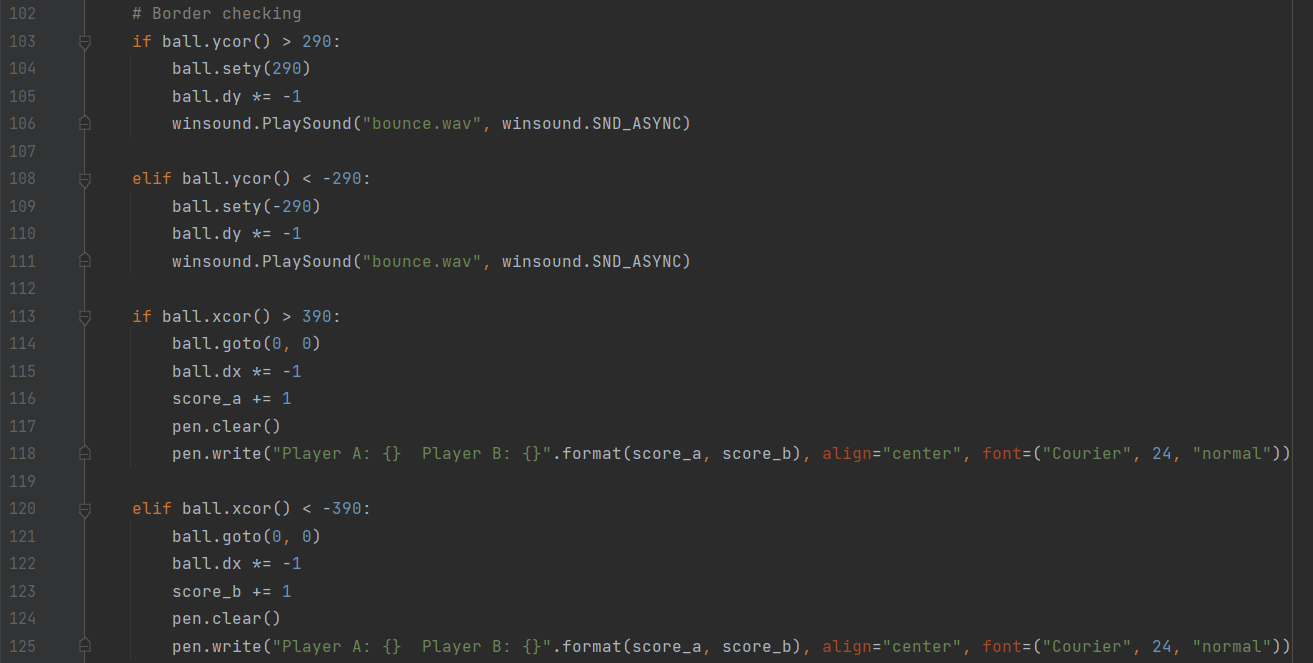 102 # Border checking
103 if ball.ycor() > 290:
104 ball.sety(290)
105 ball.dy *= -1
106 winsound.PlaySound("bounce.wav", winsound.SND_ASYNC)
107
108 elif ball.ycor() < -290:
109 ball.sety(-290)
110 ball.dy *= -1
111 winsound.PlaySound("bounce.wav", winsound.SND_ASYNC)
112
113 if ball.xcor() > 390:
114 ball.goto(0, 0)
115 ball.dx *= -1
116 score_a += 1
117 pen.clear()
118 pen.write("Player A: {}  Player B: {}".format(score_a, score_b), align="center", font=("Courier", 24, "normal"))
119
120 elif ball.xcor() < -390:
121 ball.goto(0, 0)
122 ball.dx *= -1
123 score_b += 1
124 pen.clear()
125 pen.write("Player A: {}  Player B: {}".format(score_a, score_b), align="center", font=("Courier", 24, "normal"))